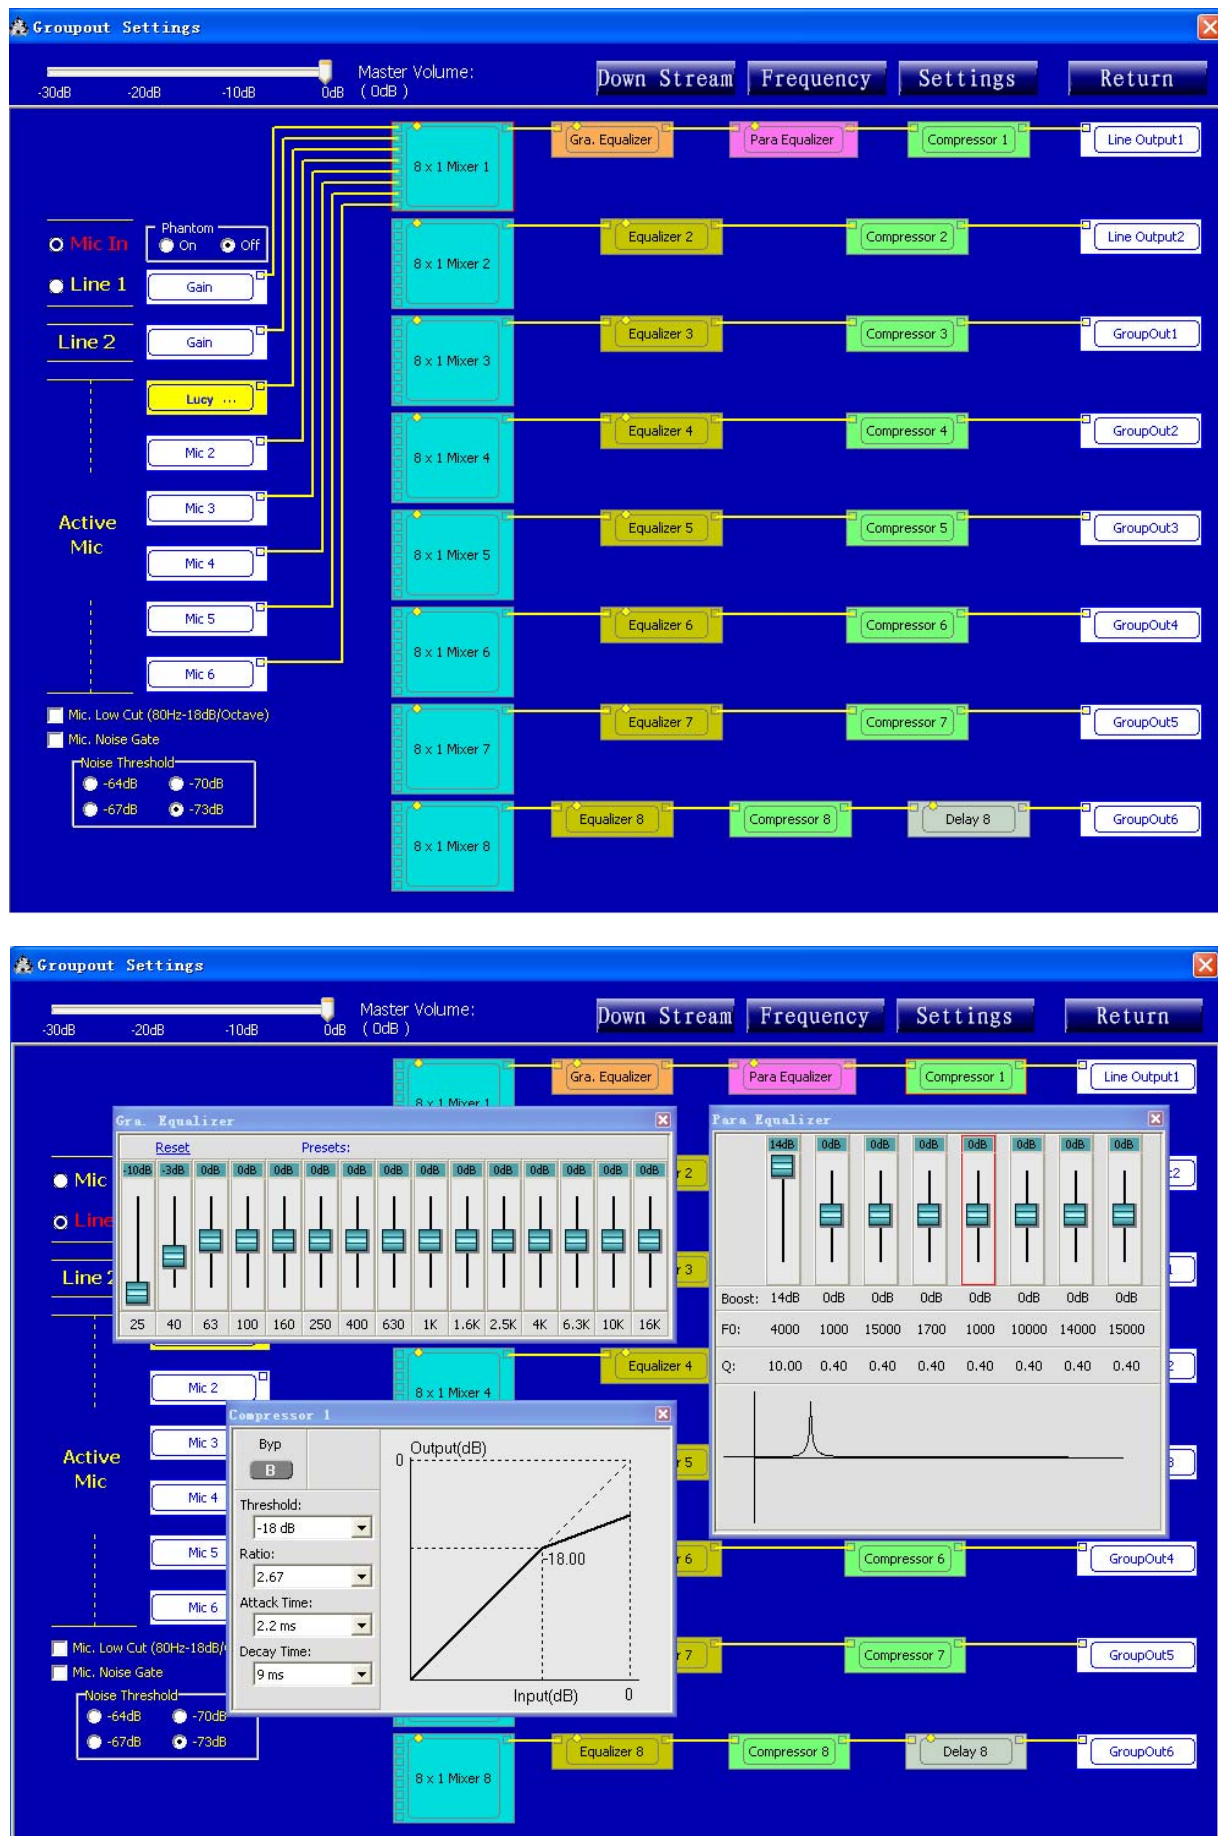 Groupout Settings
-30dB -20dB -10dB 0dB
Master Volume:
( 0dB )
Down Stream Frequency Settings Return
8 x 1 Mixer 1 Gra. Equalizer Para Equalizer Compressor 1 Line Output1
Phantom
Mic In On Off
8 x 1 Mixer 2 Equalizer 2 Compressor 2 Line Output2
Line 1 Gain
Line 2 Gain
8 x 1 Mixer 3 Equalizer 3 Compressor 3 GroupOut1
Lucy ...
Mic 2
8 x 1 Mixer 4 Equalizer 4 Compressor 4 GroupOut2
Mic 3
Active
Mic
8 x 1 Mixer 5 Equalizer 5 Compressor 5 GroupOut3
Mic 4
Mic 5
8 x 1 Mixer 6 Equalizer 6 Compressor 6 GroupOut4
Mic 6
Mic. Low Cut (80Hz-18dB/Octave)
Mic. Noise Gate
8 x 1 Mixer 7 Equalizer 7 Compressor 7 GroupOut5
Noise Threshold
-64dB -70dB
-67dB -73dB
8 x 1 Mixer 8 Equalizer 8 Compressor 8 Delay 8 GroupOut6
Groupout Settings
-30dB -20dB -10dB 0dB
Master Volume:
( 0dB )
Down Stream Frequency Settings Return
8 x 1 Mixer 1 Gra. Equalizer Para Equalizer Compressor 1 Line Output1
Gra. Equalizer
Reset Presets:
-10dB -3dB 0dB 0dB 0dB 0dB 0dB 0dB 0dB 0dB 0dB 0dB 0dB 0dB 0dB
25 40 63 100 160 250 400 630 1K 1.6K 2.5K 4K 6.3K 10K 16K
Para Equalizer
14dB 0dB 0dB 0dB 0dB 0dB 0dB 0dB
Boost: 14dB 0dB 0dB 0dB 0dB 0dB 0dB 0dB
F0: 4000 1000 15000 1700 1000 10000 14000 15000
Q: 10.00 0.40 0.40 0.40 0.40 0.40 0.40 0.40
Mic
r 2
:2
Line
Line 2
r 3
1
Equalizer 4
2
Mic 2
8 x 1 Mixer 4
Compressor 1
Byp
B
Threshold:
-18 dB
Ratio:
2.67
Attack Time:
2.2 ms
Decay Time:
9 ms
Output(dB)
0
-18.00
Input(dB) 0
Mic 3
Active
Mic
r 5
3
Mic 4
Mic 5
r 6 Compressor 6 GroupOut4
Mic 6
Mic. Low Cut (80Hz-18dB/
r 7 Compressor 7 GroupOut5
Mic. Noise Gate
Noise Threshold
-64dB -70dB
-67dB -73dB
8 x 1 Mixer 8 Equalizer 8 Compressor 8 Delay 8 GroupOut6